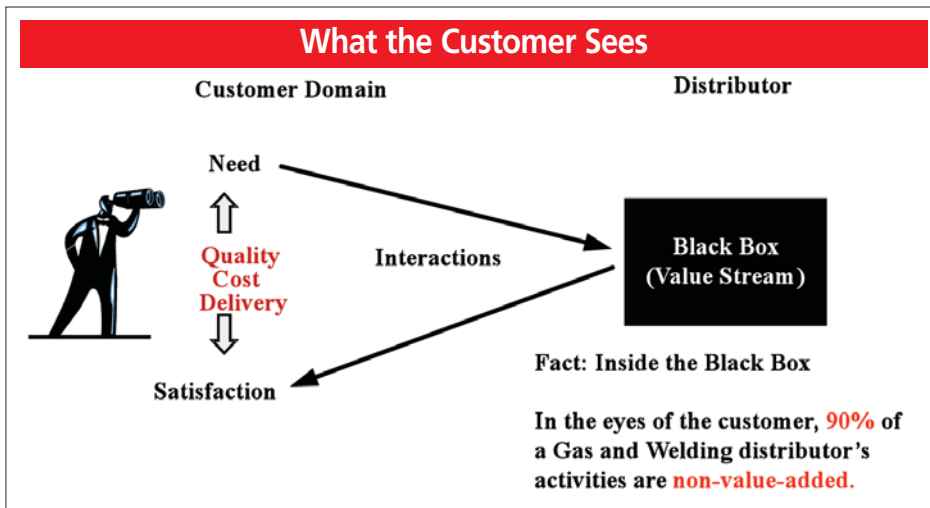 What the Customer Sees
Customer Domain
Distributor
Need
Quality
Cost
Delivery
Interactions
Black Box
(Value Stream)
Satisfaction
Fact: Inside the Black Box
In the eyes of the customer, 90% of
a Gas and Welding distributor’s
activities are non-value-added.